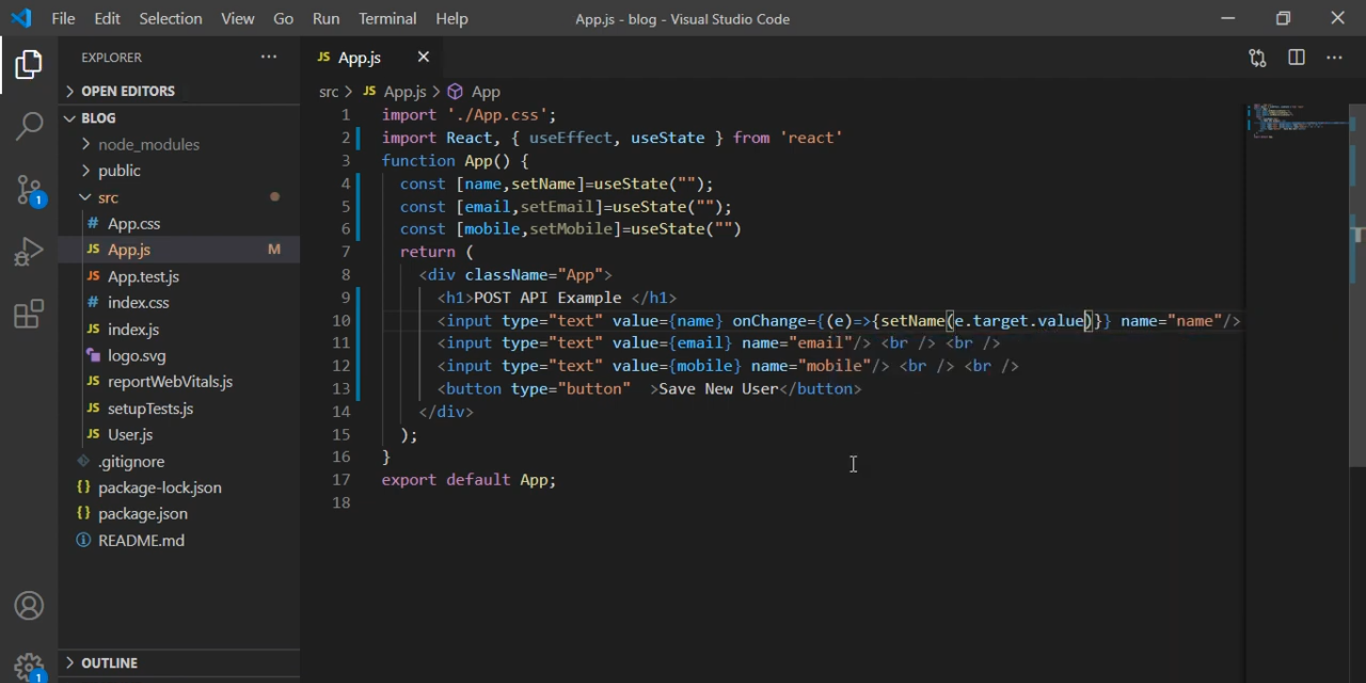 File Edit Selection View Go Run Terminal Help App.js - blog - Visual Studio Code
EXPLORER
OPEN EDITORS
BLOG
node_modules
public
src
# App.css
JS App.js M
JS App.test.js
# index.css
JS index.js
logo.svg
JS reportWebVitals.js
JS setupTests.js
JS User.js
.gitignore
{} package-lock.json
{} package.json
README.md
OUTLINE
1
1
JS App.js
src > JS App.js > App
1 import './App.css';
2 import React, { useEffect, useState } from 'react'
3 function App() {
4 const [name,setName]=useState("");
5 const [email,setEmail]=useState("");
6 const [mobile,setMobile]=useState("")
7 return (
8 <div className="App">
9 <h1>POST API Example </h1>
10 <input type="text" value={name} onChange={(e)=>{setName(e.target.value)}} name="name"/>
11 <input type="text" value={email} name="email"/> <br /> <br />
12 <input type="text" value={mobile} name="mobile"/> <br /> <br />
13 <button type="button"  >Save New User</button>
14 </div>
15 );
16 }
17 export default App;
18